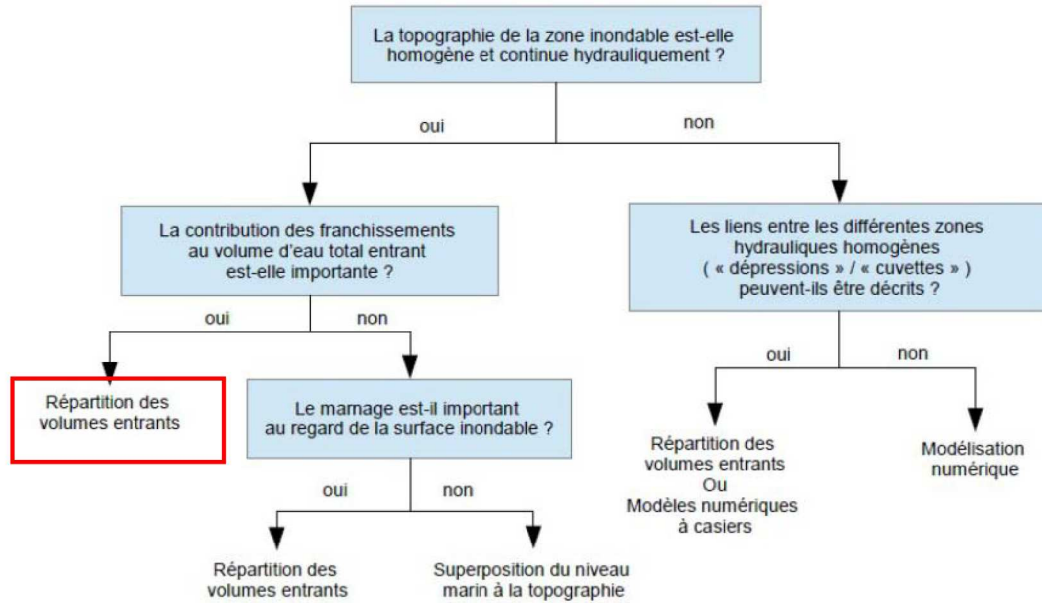 La topographie de la zone inondable est-elle
homogène et continue hydrauliquement ?
oui
non
La contribution des franchissements
au volume d'eau total entrant
est-elle importante ?
Les liens entre les différentes zones
hydrauliques homogènes
( « dépressions » / « cuvettes » )
peuvent-ils être décrits ?
oui
non
oui
non
Répartition des
volumes entrants
Le marnage est-il important
au regard de la surface inondable ?
Répartition des
volumes entrants
Ou
Modèles numériques
à casiers
Modélisation
numérique
oui
non
Répartition des
volumes entrants
Superposition du niveau
marin à la topographie